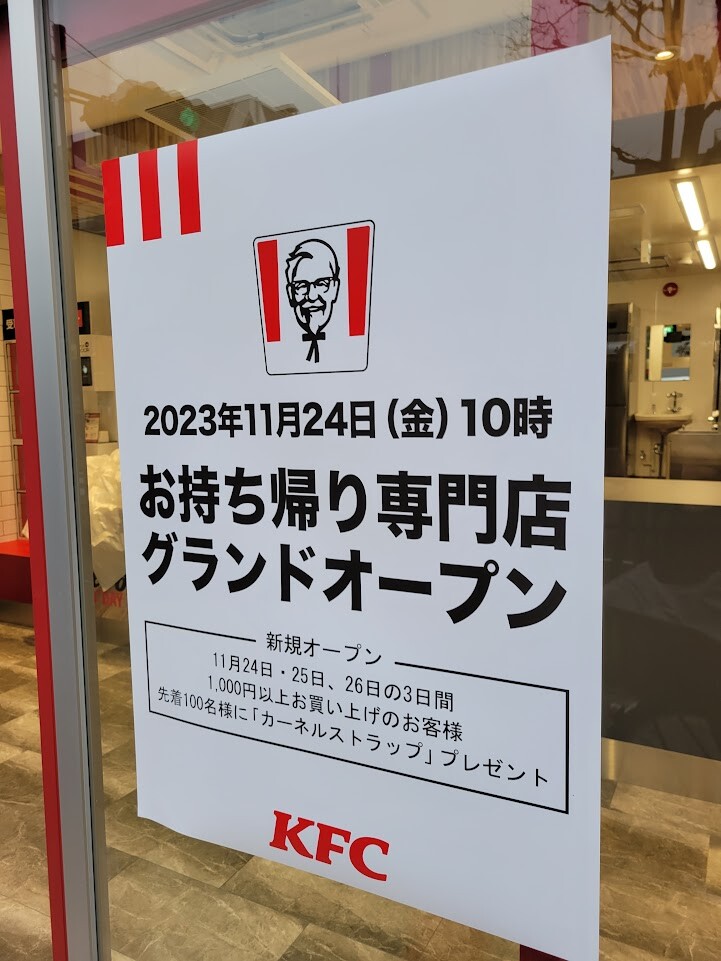 2023年11月24日（金）10時
お持ち帰り専門店
グランドオープン
新規オープン
11月24日・25日、26日の3日間
1,000円以上お買い上げのお客様
先着100名様に「カーネルストラップ」プレゼント
KFC